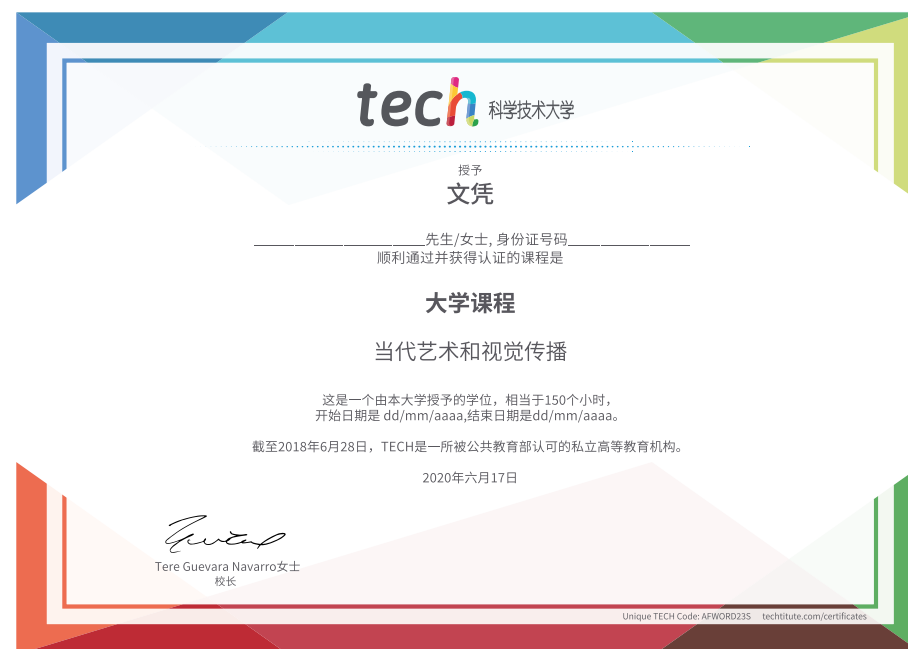 tech 科学技术大学
授予
文凭
______________________先生/女士, 身份证号码________________
顺利通过并获得认证的课程是
大学课程
当代艺术和视觉传播
这是一个由本大学授予的学位，相当于150个小时，
开始日期是 dd/mm/aaaa,结束日期是dd/mm/aaaa。
截至2018年6月28日，TECH是一所被公共教育部认可的私立高等教育机构。
2020年六月17日
Tere Guevara Navarro女士
校长
Unique TECH Code: AFWORD23S techtitute.com/certificates